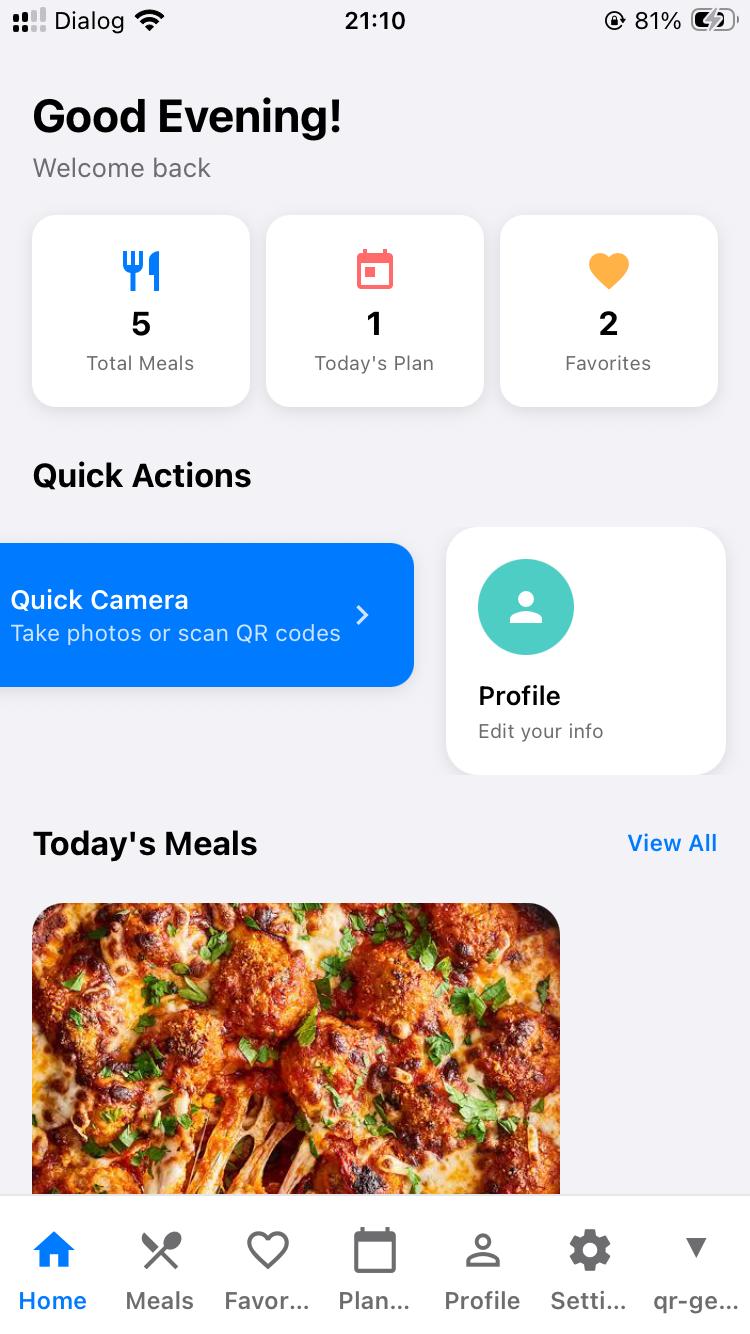 Dialog 21:10 81%
Good Evening!
Welcome back
5 1 2
Total Meals Today's Plan Favorites
Quick Actions
Quick Camera
Take photos or scan QR codes
Profile
Edit your info
Today's Meals View All
Home Meals Favor... Plan... Profile Setti... qr-ge...